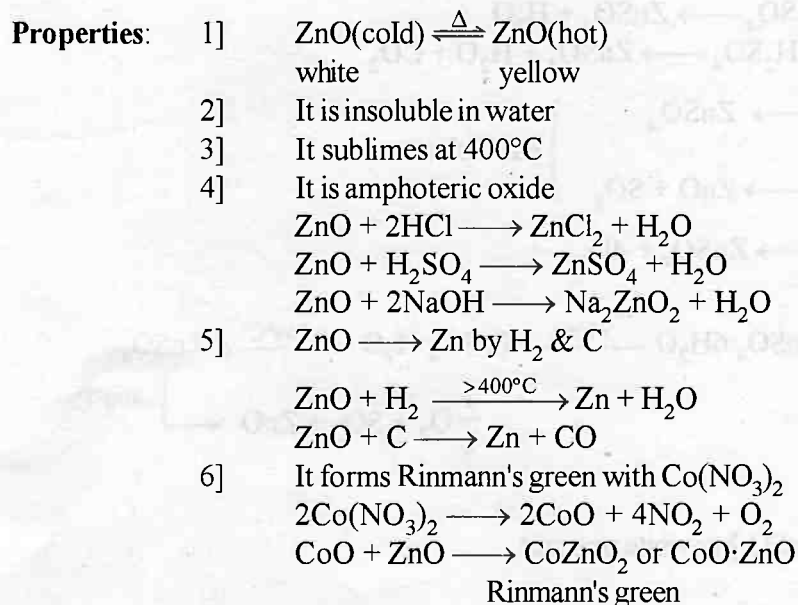 Properties: 1] ZnO(cold) ⇌ ZnO(hot)
Δ
white yellow
2] It is insoluble in water
3] It sublimes at 400°C
4] It is amphoteric oxide
ZnO + 2HCl ⟶ ZnCl₂ + H₂O
ZnO + H₂SO₄ ⟶ ZnSO₄ + H₂O
ZnO + 2NaOH ⟶ Na₂ZnO₂ + H₂O
5] ZnO ⟶ Zn by H₂ & C
>400°C
ZnO + H₂ ⟶ Zn + H₂O
ZnO + C ⟶ Zn + CO
6] It forms Rinmann's green with Co(NO₃)₂
2Co(NO₃)₂ ⟶ 2CoO + 4NO₂ + O₂
CoO + ZnO ⟶ CoZnO₂ or CoO·ZnO
Rinmann's green